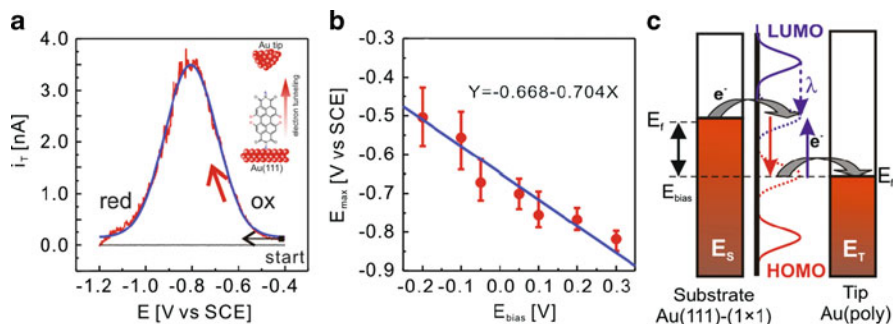 a
4.0
3.0
2.0
1.0
0.0
i_T [nA]
Au tip
electron tunneling
Au(111)
red
ox
start
-1.2
-1.0
-0.8
-0.6
-0.4
E [V vs SCE]
b
-0.3
-0.4
-0.5
-0.6
-0.7
-0.8
-0.9
E_max [V vs SCE]
Y=-0.668-0.704X
-0.2
-0.1
0.0
0.1
0.2
0.3
E_bias [V]
c
LUMO
e-
λ
E_f
e-
E_f
E_bias
E_S
E_T
HOMO
Substrate
Au(111)-(1×1)
Tip
Au(poly)